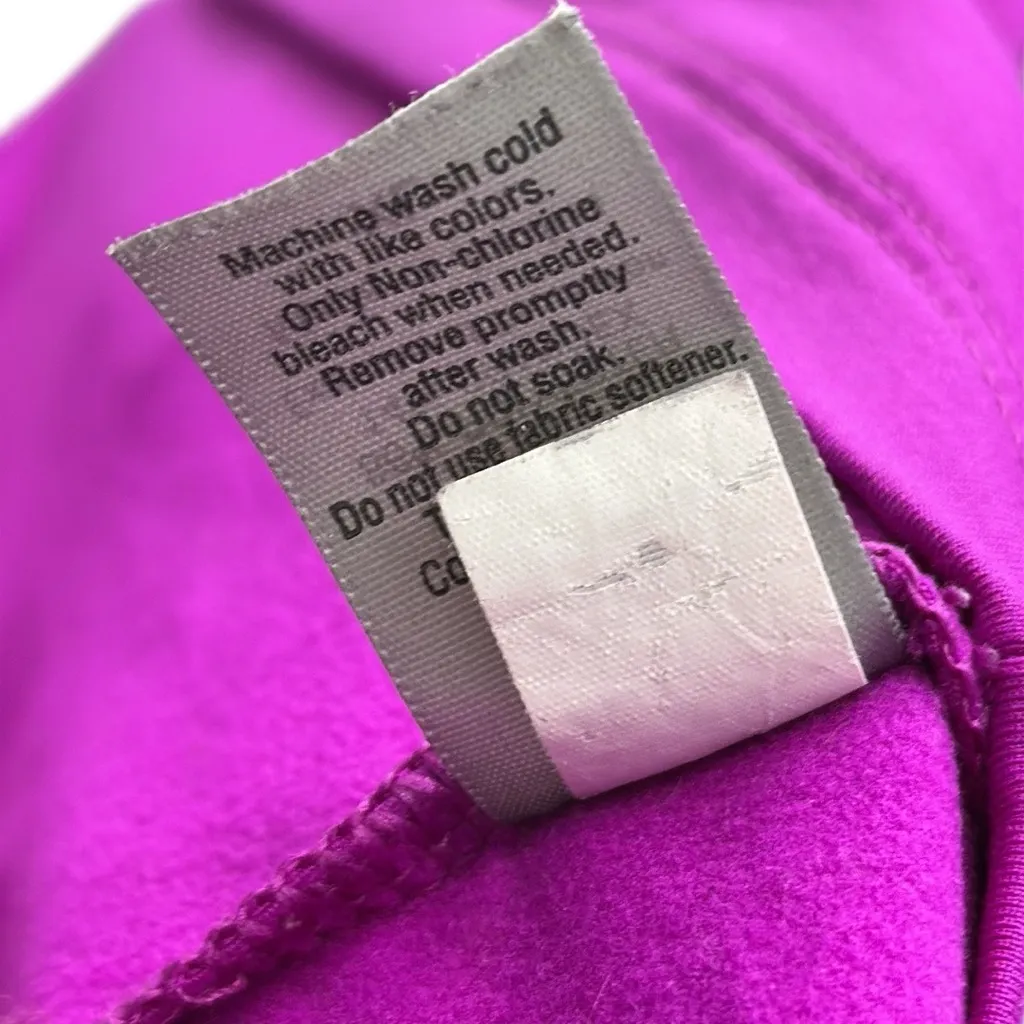 Machine wash cold
with like colors.
Only Non-chlorine
bleach when needed.
Remove promptly
after wash.
Do not soak.
Do not use fabric softener.